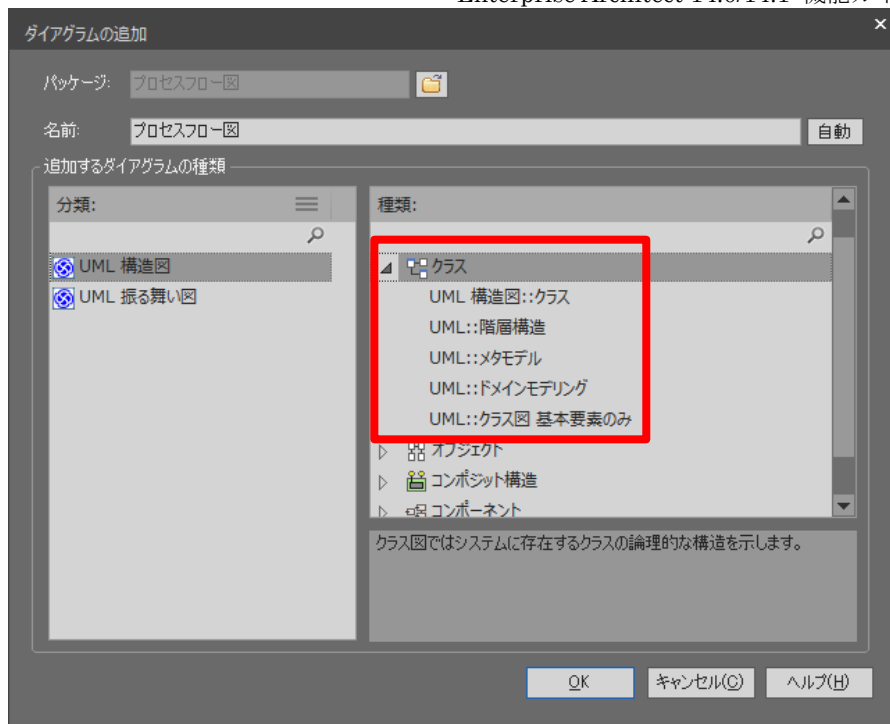 ダイアグラムの追加
パッケージ: プロセスフロー図
名前: プロセスフロー図 自動
追加するダイアグラムの種類
分類:
UML 構造図
UML 振る舞い図
種類:
クラス
UML 構造図::クラス
UML::階層構造
UML::メタモデル
UML::ドメインモデリング
UML::クラス図 基本要素のみ
オブジェクト
コンポジット構造
コンポーネント
クラス図ではシステムに存在するクラスの論理的な構造を示します。
OK キャンセル(C) ヘルプ(H)